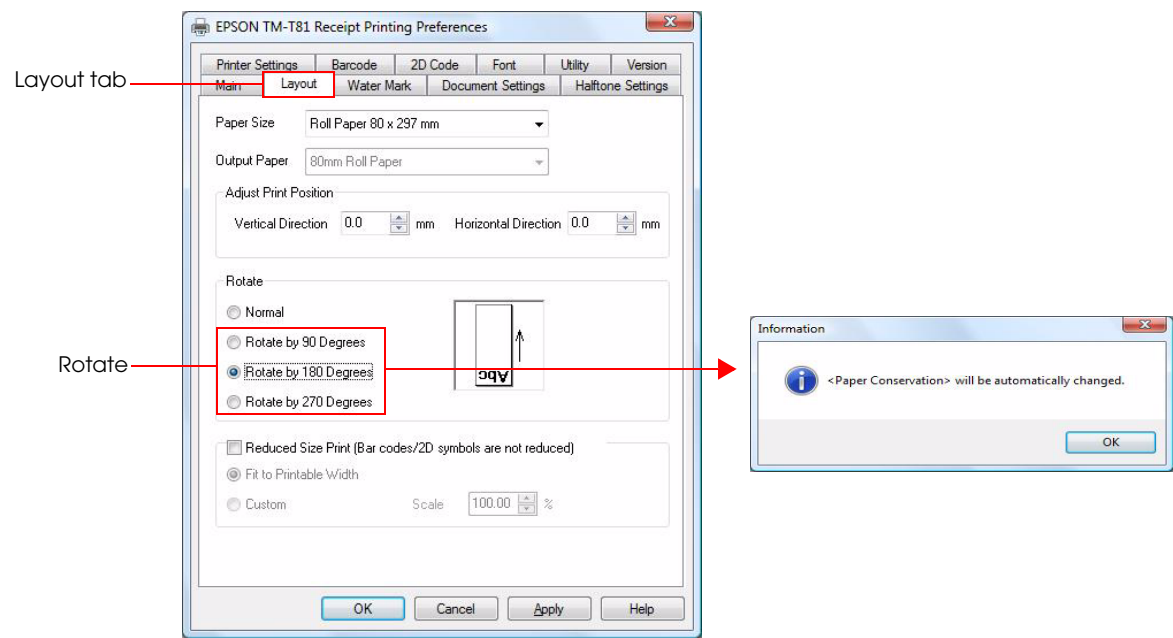 EPSON TM-T81 Receipt Printing Preferences
Printer Settings Barcode 2D Code Font Utility Version
Layout tab
Main Layout Water Mark Document Settings Halftone Settings
Paper Size Roll Paper 80 x 297 mm
Output Paper 80mm Roll Paper
Adjust Print Position
Vertical Direction 0.0 mm Horizontal Direction 0.0 mm
Rotate
Normal
Rotate by 90 Degrees
Rotate
Rotate by 180 Degrees
Abc
Rotate by 270 Degrees
Reduced Size Print (Bar codes/2D symbols are not reduced)
Fit to Printable Width
Custom Scale 100.00 %
OK Cancel Apply Help
Information
<Paper Conservation> will be automatically changed.
OK